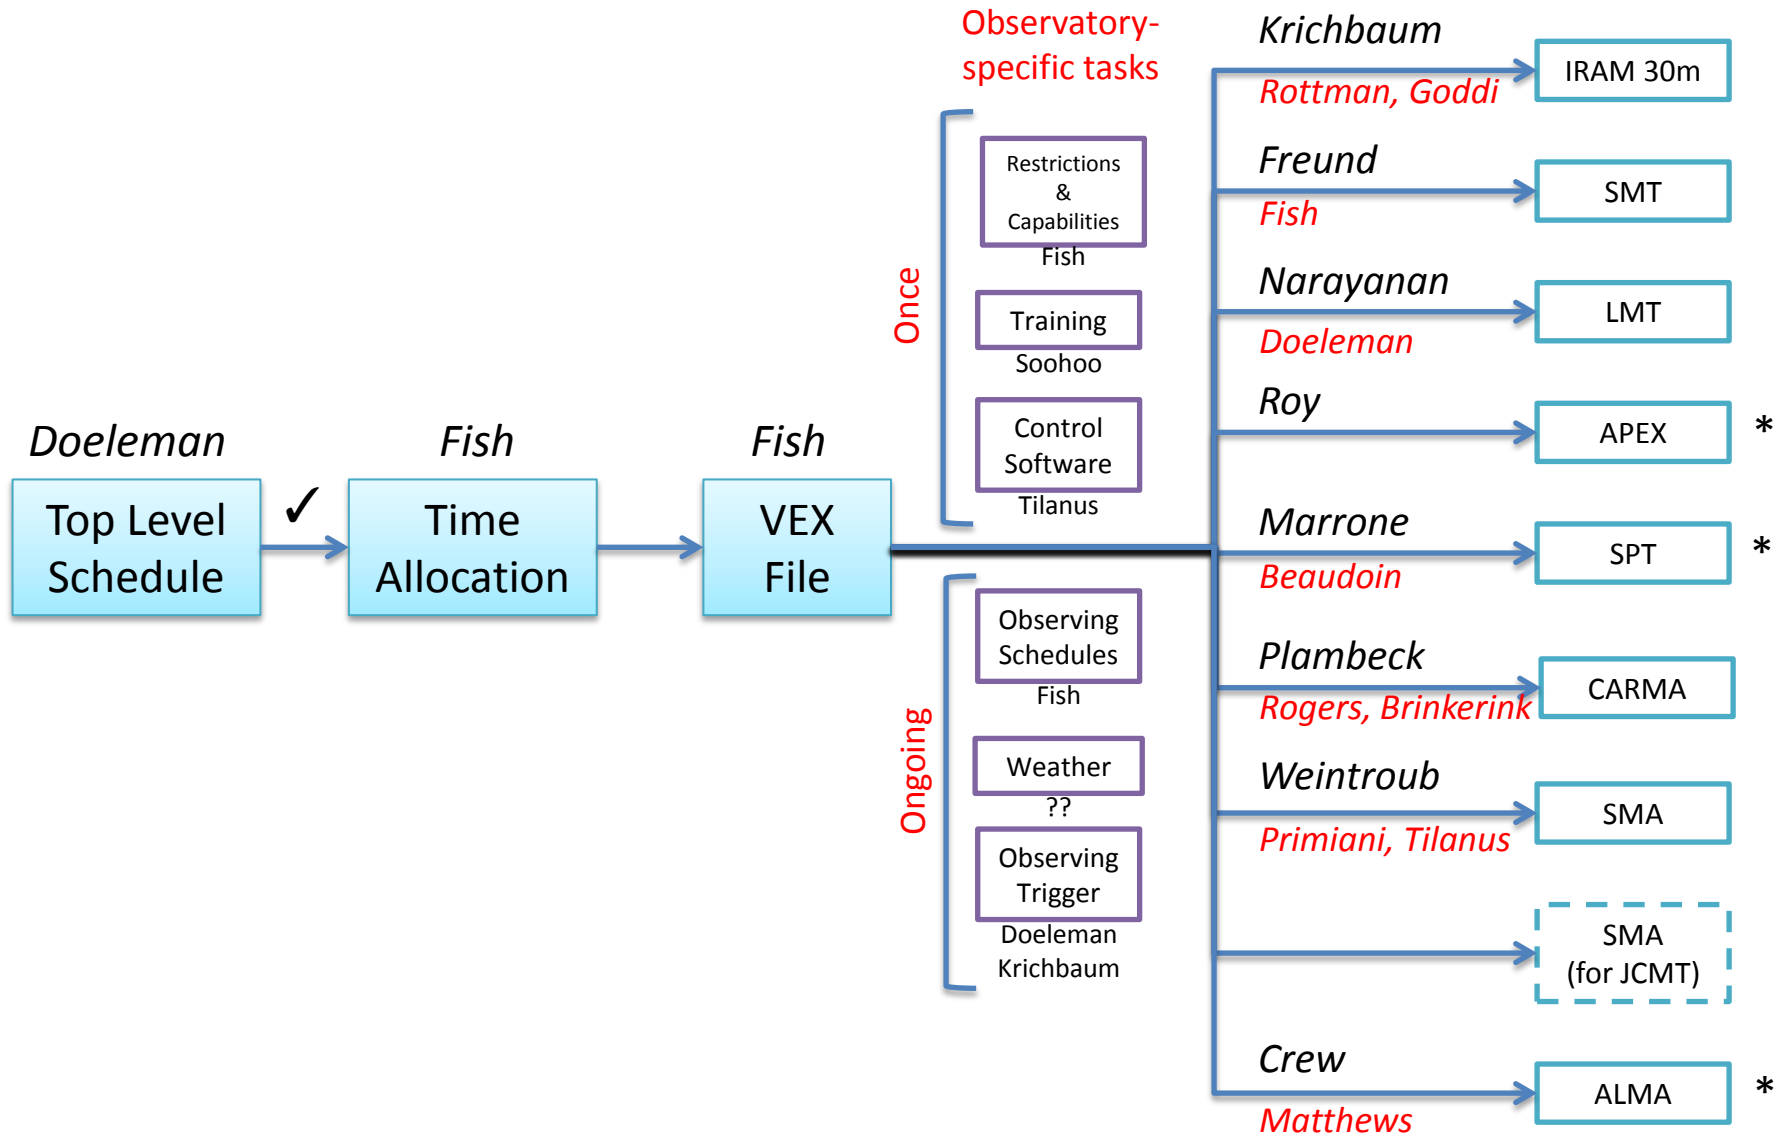 Doeleman
Top Level
Schedule
✓
Fish
Time
Allocation
Fish
VEX
File
Observatory-
specific tasks
Once
Restrictions
&
Capabilities
Fish
Training
Soohoo
Control
Software
Tilanus
Ongoing
Observing
Schedules
Fish
Weather
??
Observing
Trigger
Doeleman
Krichbaum
Krichbaum
Rottman, Goddi
IRAM 30m
Freund
Fish
SMT
Narayanan
Doeleman
LMT
Roy
APEX *
Marrone
Beaudoin
SPT *
Plambeck
Rogers, Brinkerink
CARMA
Weintroub
Primiani, Tilanus
SMA
SMA
(for JCMT)
Crew
Matthews
ALMA *